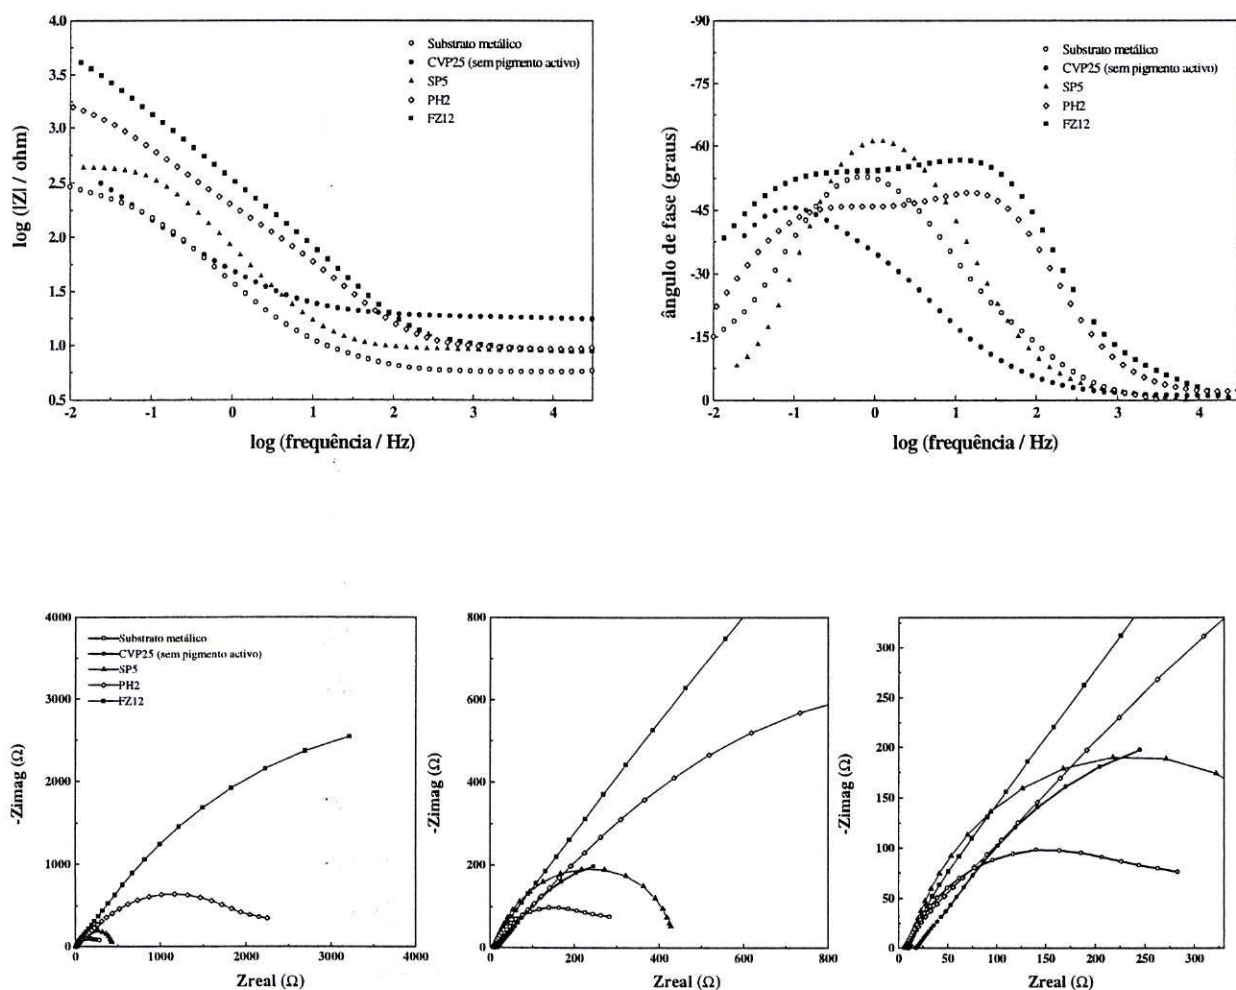 4.0
3.5
3.0
2.5
2.0
1.5
1.0
0.5
log (|Z| / ohm)
Substrato metálico
CVP25 (sem pigmento activo)
SP5
PH2
FZ12
-2 -1 0 1 2 3 4
log (frequência / Hz)
-90
-75
-60
-45
-30
-15
0
ângulo de fase (graus)
Substrato metálico
CVP25 (sem pigmento activo)
SP5
PH2
FZ12
-2 -1 0 1 2 3 4
log (frequência / Hz)
4000
3000
2000
1000
0
-Zimag (Ω)
Substrato metálico
CVP25 (sem pigmento activo)
SP5
PH2
FZ12
0 1000 2000 3000 4000
Zreal (Ω)
800
600
400
200
0
-Zimag (Ω)
0 200 400 600 800
Zreal (Ω)
300
250
200
150
100
50
0
-Zimag (Ω)
0 50 100 150 200 250 300
Zreal (Ω)